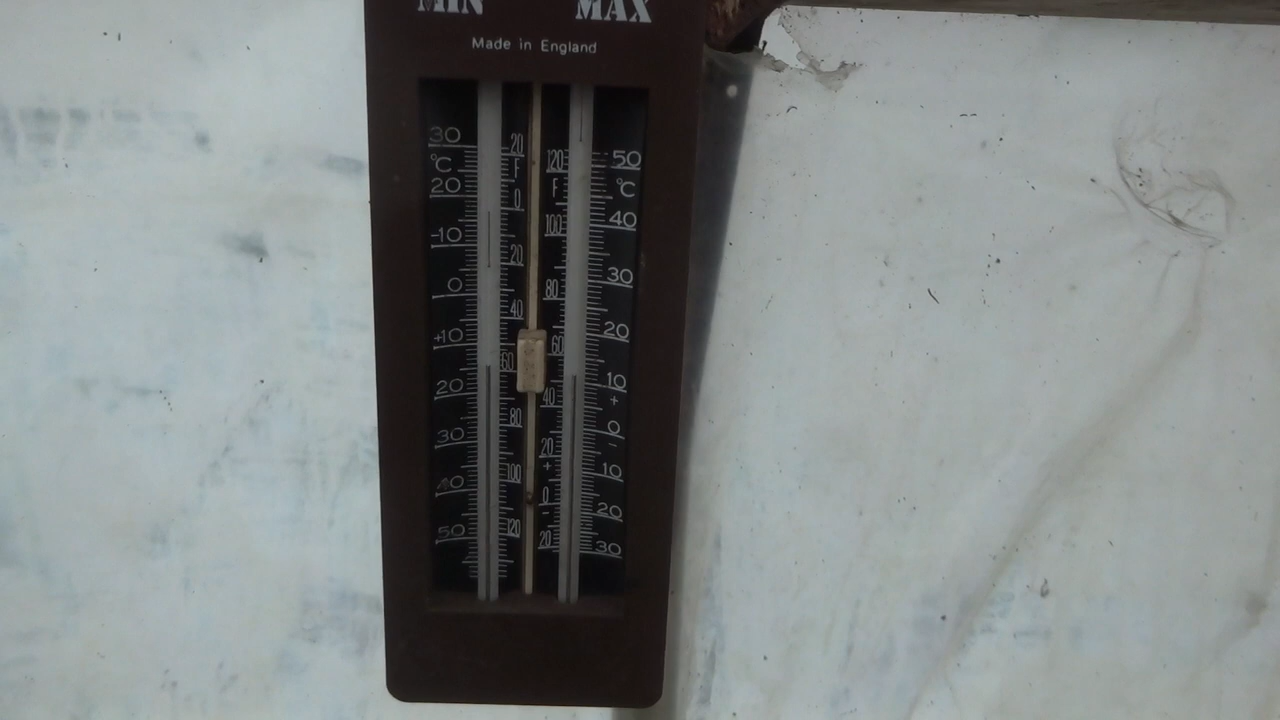 MIN MAX
Made in England
30 20 120 50
°C F F °C
20 0 100 40
-10 20 80 30
0 40 60 20
+10 60 40 10
+
20 80 20 0
-
30 100 + 10
40 0 20
-
50 120 20 30